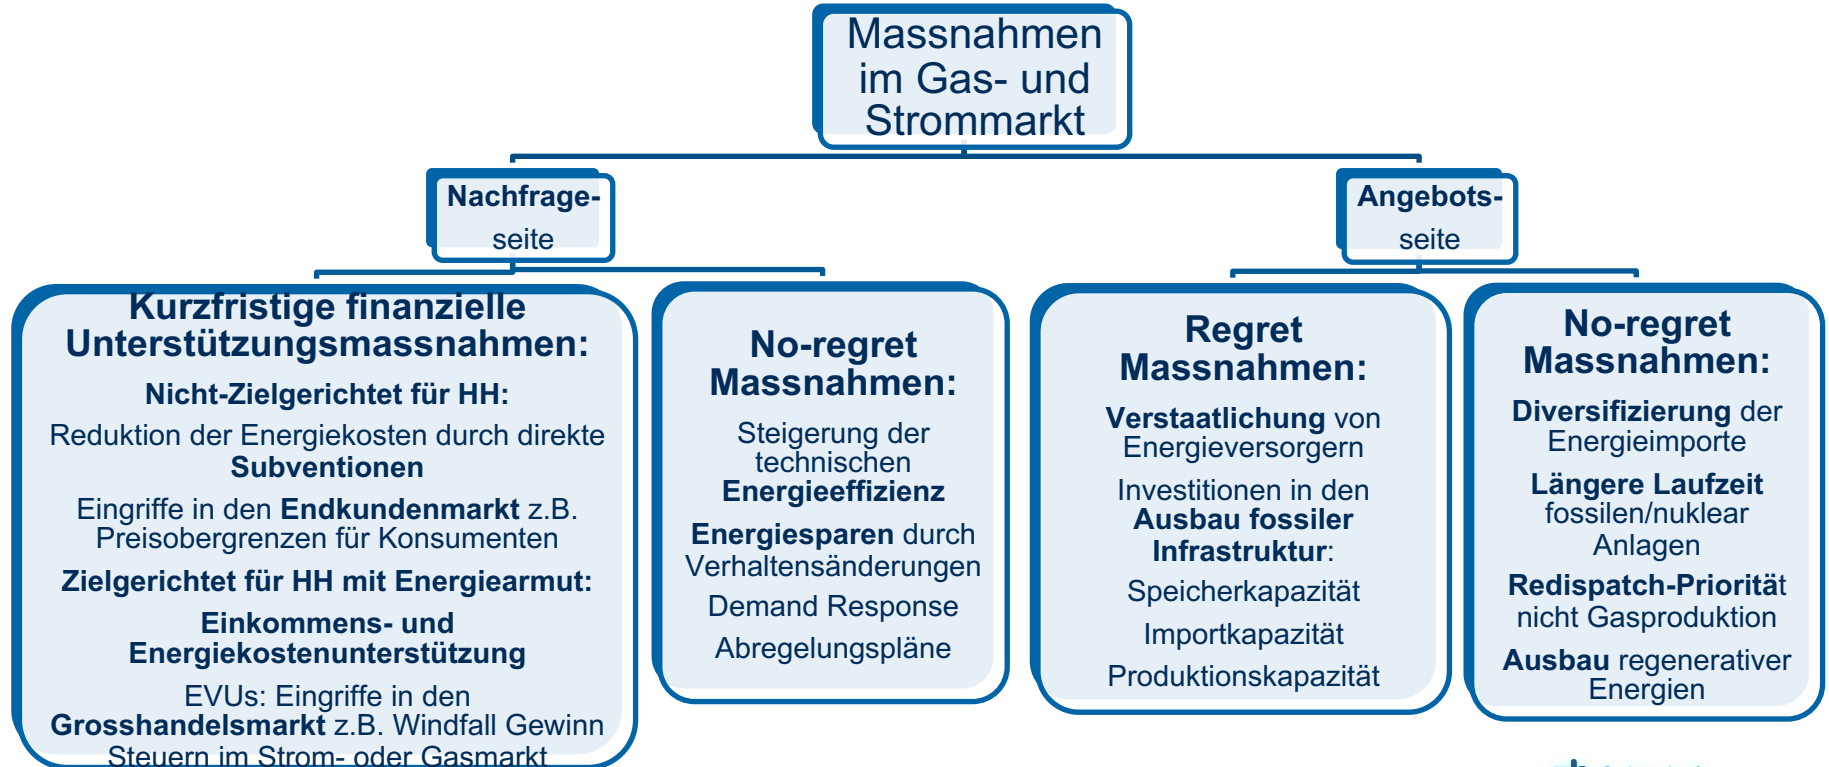 Massnahmen
im Gas- und
Strommarkt
Nachfrage-
seite
Angebots-
seite
Kurzfristige finanzielle
Unterstützungsmassnahmen:
Nicht-Zielgerichtet für HH:
Reduktion der Energiekosten durch direkte
Subventionen
Eingriffe in den Endkundenmarkt z.B.
Preisobergrenzen für Konsumenten
Zielgerichtet für HH mit Energiearmut:
Einkommens- und
Energiekostenunterstützung
EVUs: Eingriffe in den
Grosshandelsmarkt z.B. Windfall Gewinn
Steuern im Strom- oder Gasmarkt
No-regret
Massnahmen:
Steigerung der
technischen
Energieeffizienz
Energiesparen durch
Verhaltensänderungen
Demand Response
Abregelungspläne
Regret
Massnahmen:
Verstaatlichung von
Energieversorgern
Investitionen in den
Ausbau fossiler
Infrastruktur:
Speicherkapazität
Importkapazität
Produktionskapazität
No-regret
Massnahmen:
Diversifizierung der
Energieimporte
Längere Laufzeit
fossilen/nuklear
Anlagen
Redispatch-Priorität
nicht Gasproduktion
Ausbau regenerativer
Energien